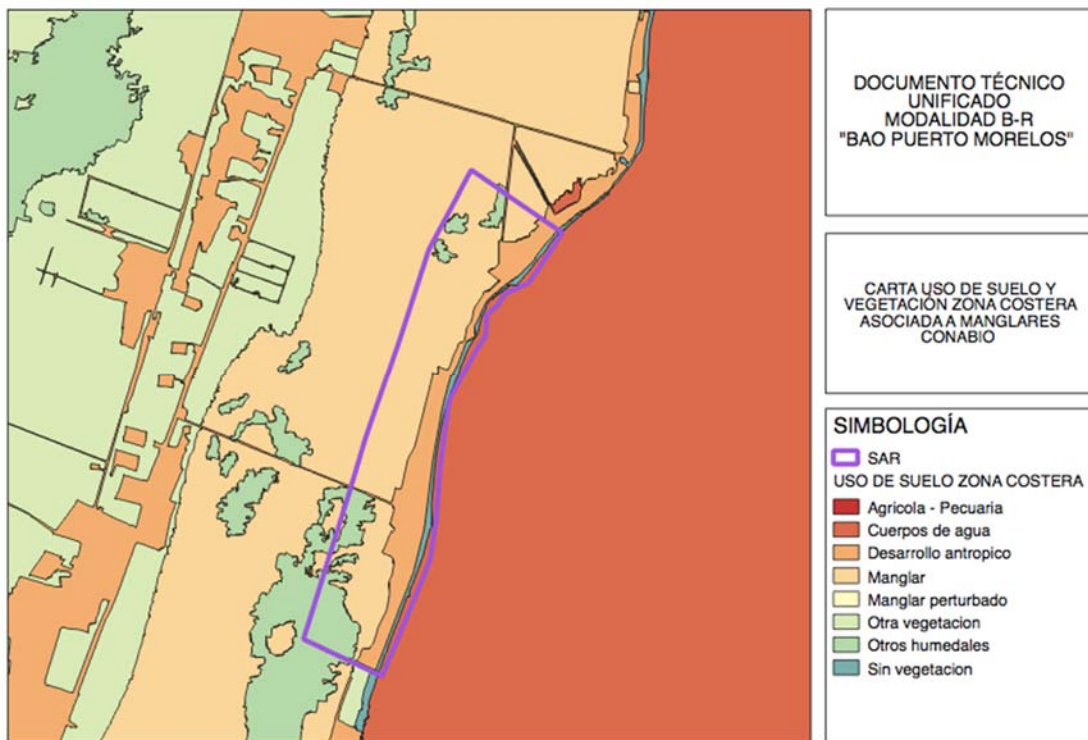 DOCUMENTO TÉCNICO
UNIFICADO
MODALIDAD B-R
"BAO PUERTO MORELOS"
CARTA USO DE SUELO Y
VEGETACIÓN ZONA COSTERA
ASOCIADA A MANGLARES
CONABIO
SIMBOLOGÍA
SAR
USO DE SUELO ZONA COSTERA
Agricola - Pecuaria
Cuerpos de agua
Desarrollo antropico
Manglar
Manglar perturbado
Otra vegetacion
Otros humedales
Sin vegetacion